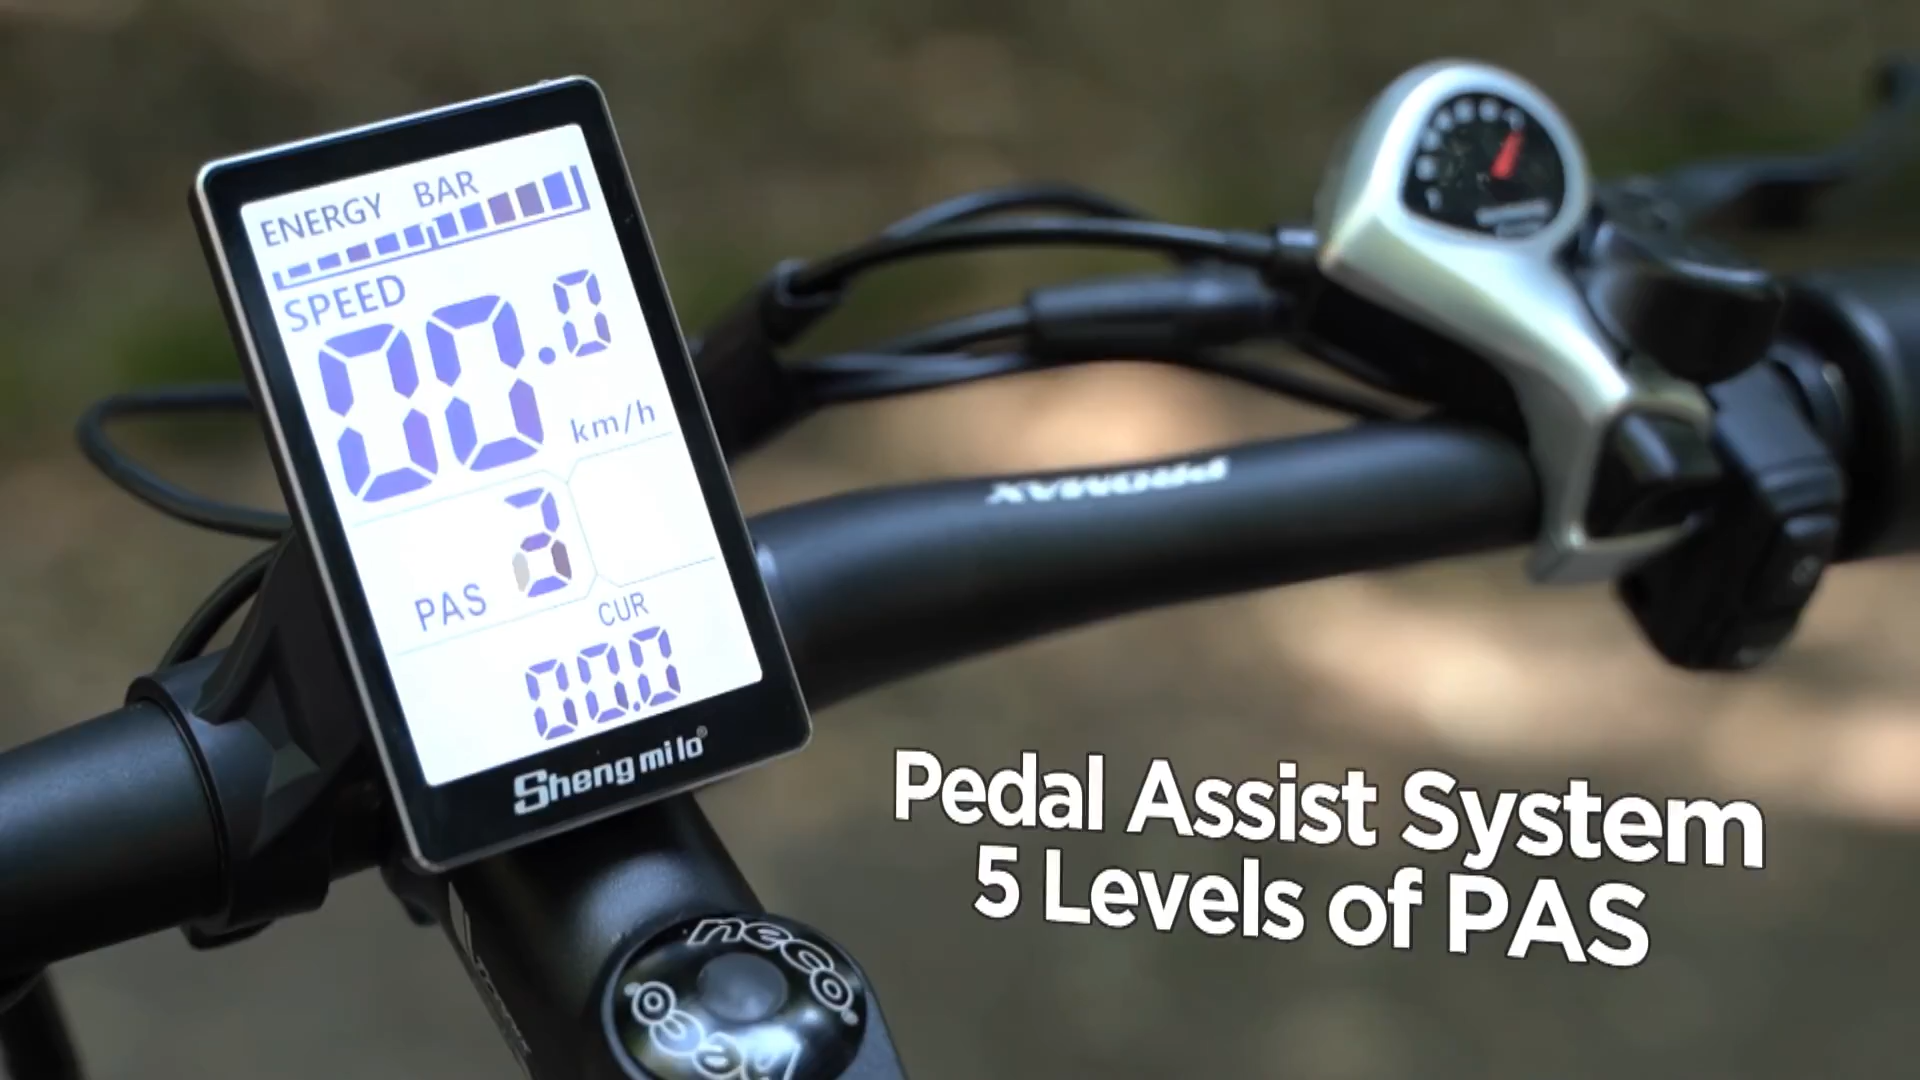 ENERGY BAR
SPEED
00.0
km/h
PAS
CUR
00.0
Shengmilo®
PROMAX
neco
neco
Pedal Assist System
5 Levels of PAS